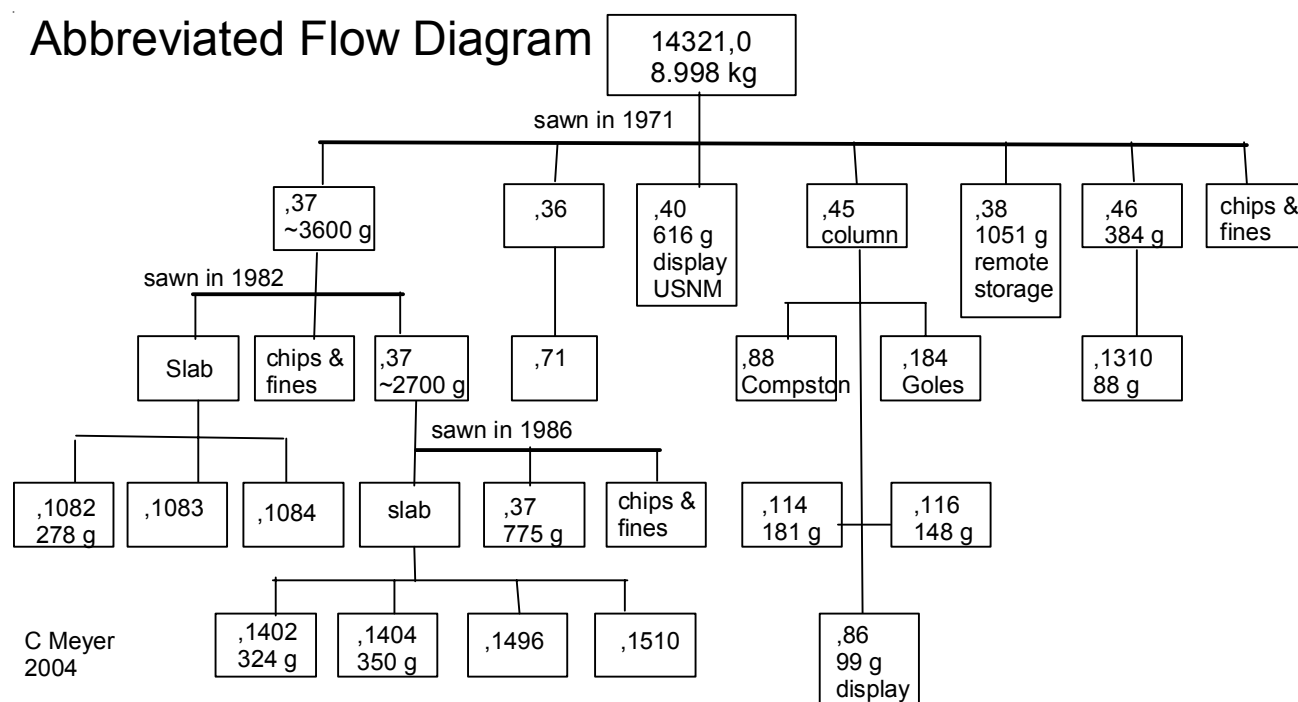 Abbreviated Flow Diagram
14321,0
8.998 kg
sawn in 1971
,37
~3600 g
,36
,40
616 g
display
USNM
,45
column
,38
1051 g
remote
storage
,46
384 g
chips &
fines
sawn in 1982
Slab
chips &
fines
,37
~2700 g
,71
,88
Compston
,184
Goles
,1310
88 g
sawn in 1986
,1082
278 g
,1083
,1084
slab
,37
775 g
chips &
fines
,114
181 g
,116
148 g
,1402
324 g
,1404
350 g
,1496
,1510
,86
99 g
display
C Meyer
2004